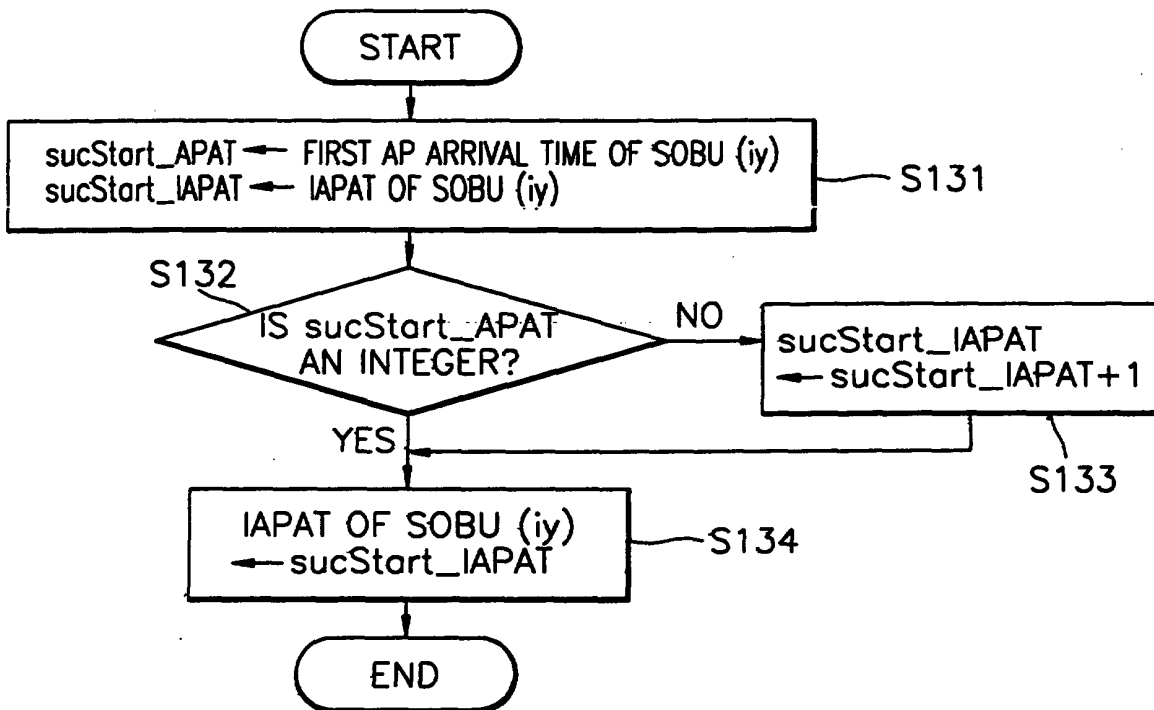 START
sucStart_APAT ← FIRST AP ARRIVAL TIME OF SOBU (iy)
sucStart_IAPAT ← IAPAT OF SOBU (iy)
S131
S132
IS sucStart_APAT
AN INTEGER?
NO
sucStart_IAPAT
← sucStart_IAPAT+1
YES
S133
IAPAT OF SOBU (iy)
← sucStart_IAPAT
S134
END